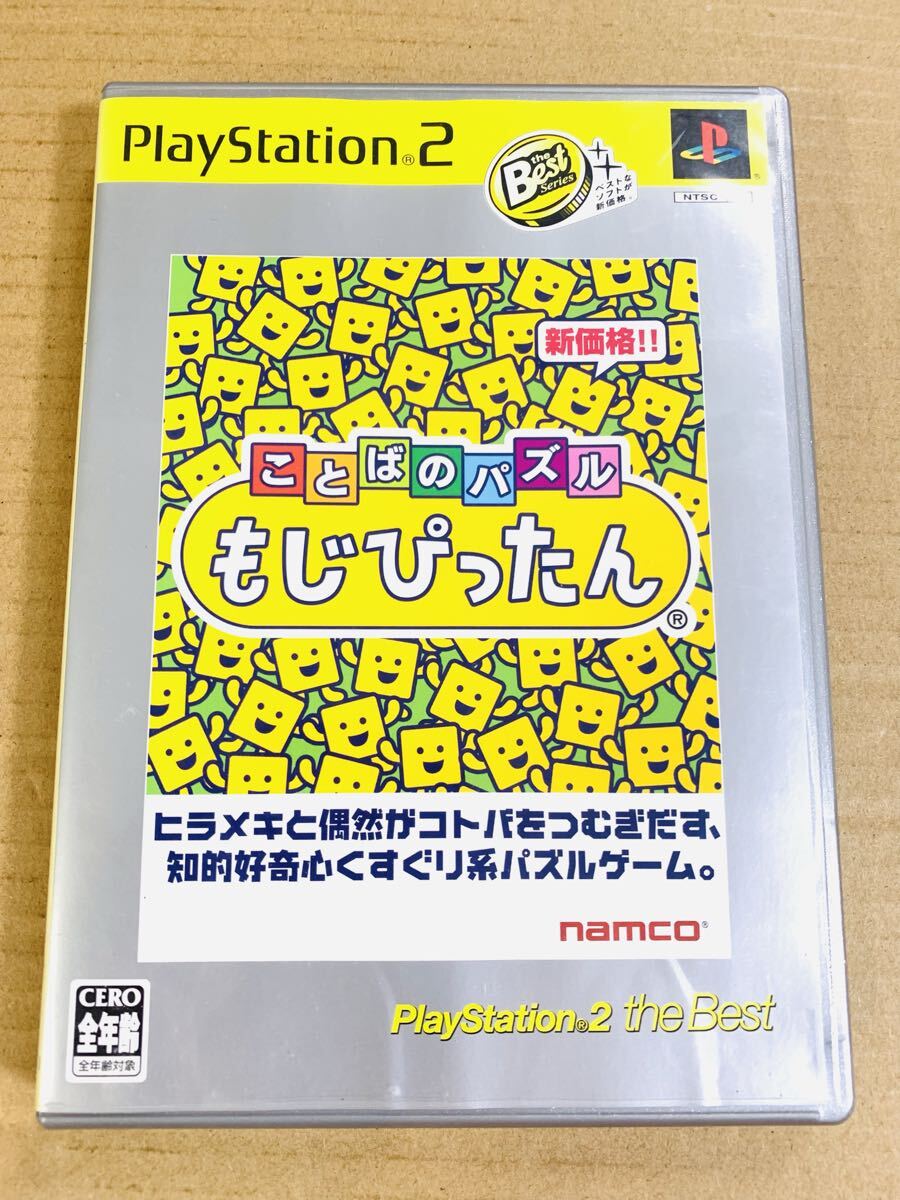 PlayStation®2
the Best Series
ベストな
ソフトが
新価格。
®
NTSC
新価格!!
ことばのパズル
もじぴったん®
ヒラメキと偶然がコトバをつむぎだす、
知的好奇心くすぐり系パズルゲーム。
namco®
CERO
全年齢
全年齢対象
PlayStation®2 the Best